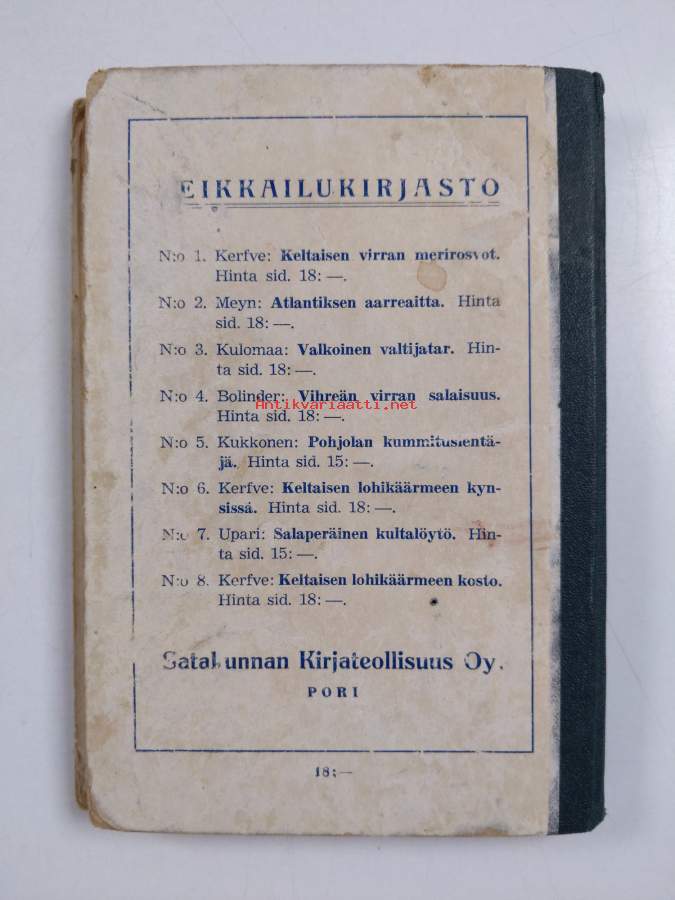 EIKKAILUKIRJASTO
N:o 1. Kerfve: Keltaisen virran merirosvot.
Hinta sid. 18: —.
N:o 2. Meyn: Atlantiksen aarreaitta. Hinta
sid. 18: —.
N:o 3. Kulomaa: Valkoinen valtijatar. Hin-
ta sid. 18: —.
N:o 4. Bolinder: Vihreän virran salaisuus.
Hinta sid. 18: —.
Antikvariaatti.net
N:o 5. Kukkonen: Pohjolan kummituslentä-
jä. Hinta sid. 15: —.
N:o 6. Kerfve: Keltaisen lohikäärmeen kyn-
sissä. Hinta sid. 18: —.
N:o 7. Upari: Salaperäinen kultalöytö. Hin-
ta sid. 15: —.
N:o 8. Kerfve: Keltaisen lohikäärmeen kosto.
Hinta sid. 18: —.
Satakunnan Kirjateollisuus Oy.
PORI
18: —